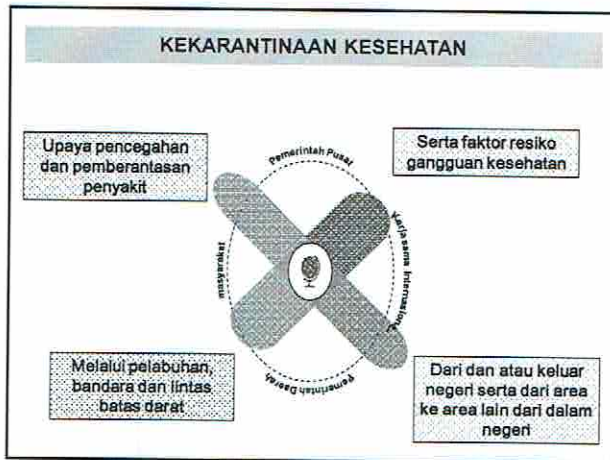 KEKARANTINAAN KESEHATAN
Upaya pencegahan
dan pemberantasan
penyakit
Serta faktor resiko
gangguan kesehatan
Pemerintah Pusat
Kerja sama Internasional
masyarakat
Pemerintah Daerah
Melalui pelabuhan,
bandara dan lintas
batas darat
Dari dan atau keluar
negeri serta dari area
ke area lain dari dalam
negeri